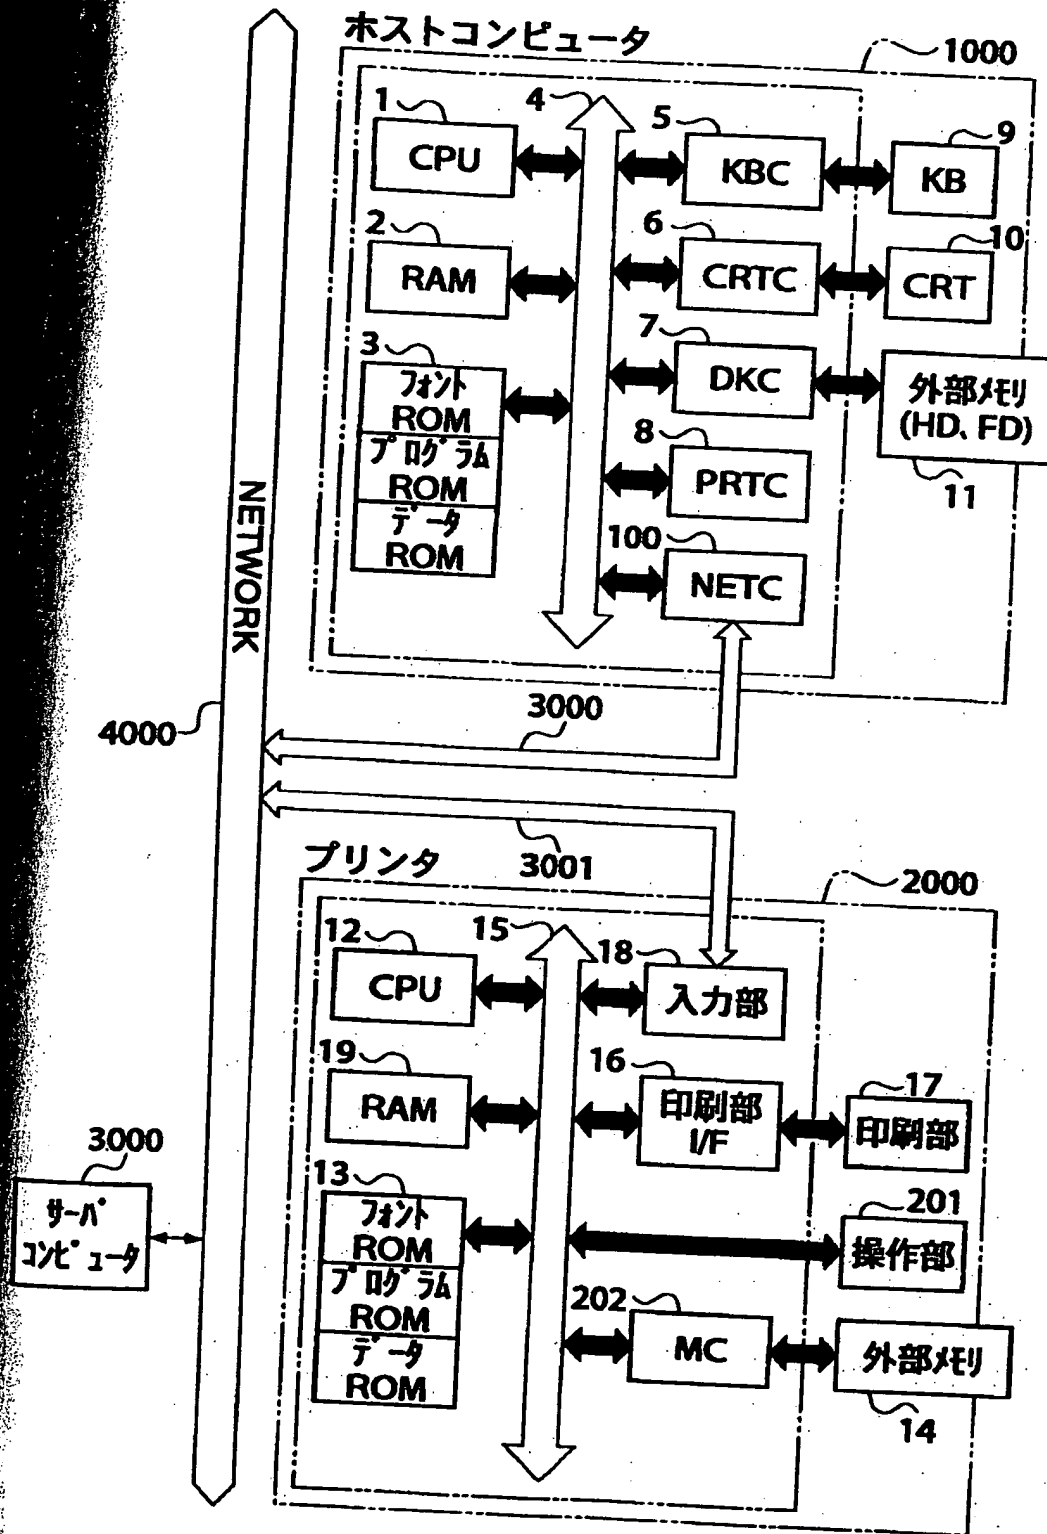 ホストコンピュータ
1000
1
CPU
4
5
KBC
9
KB
2
RAM
6
CRTC
10
CRT
3
フォント
ROM
プログラム
ROM
データ
ROM
7
DKC
外部メモリ
(HD、FD)
11
8
PRTC
100
NETC
NETWORK
4000
3000
3001
プリンタ
2000
12
CPU
15
18
入力部
19
RAM
16
印刷部
I/F
17
印刷部
3000
サーバ
コンピュータ
13
フォント
ROM
プログラム
ROM
データ
ROM
201
操作部
202
MC
外部メモリ
14